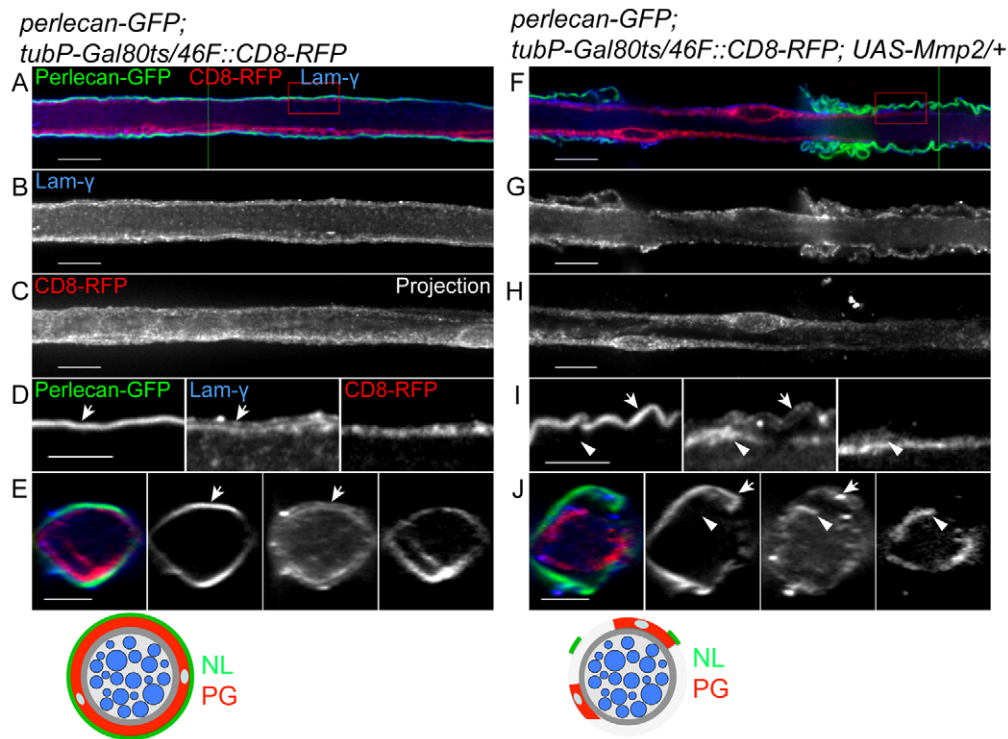 perlecan-GFP;
tubP-Gal80ts/46F::CD8-RFP
A Perlecan-GFP CD8-RFP Lam-γ
B Lam-γ
C CD8-RFP Projection
D Perlecan-GFP Lam-γ CD8-RFP
E
NL
PG
perlecan-GFP;
tubP-Gal80ts/46F::CD8-RFP; UAS-Mmp2/+
F
G
H
I
J
NL
PG